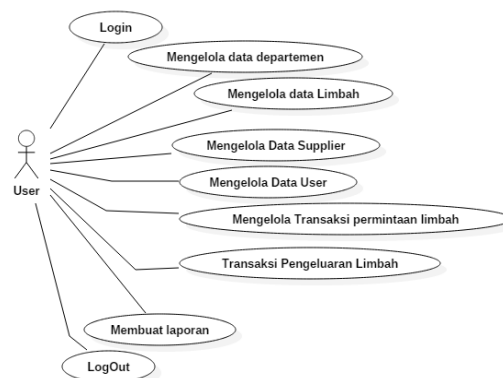 Login
Mengelola data departemen
Mengelola data Limbah
Mengelola Data Supplier
User
Mengelola Data User
Mengelola Transaksi permintaan limbah
Transaksi Pengeluaran Limbah
Membuat laporan
LogOut